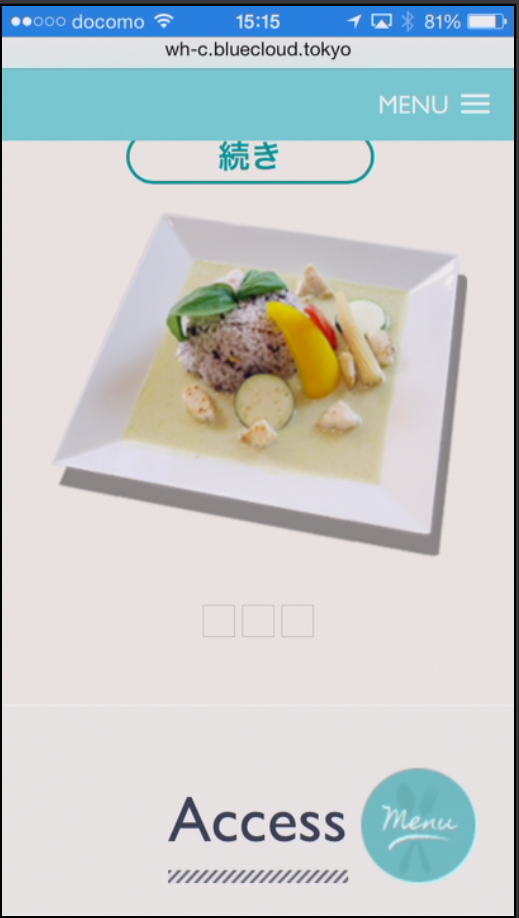 docomo 15:15 81%
wh-c.bluecloud.tokyo
MENU
続き
Access
Menu